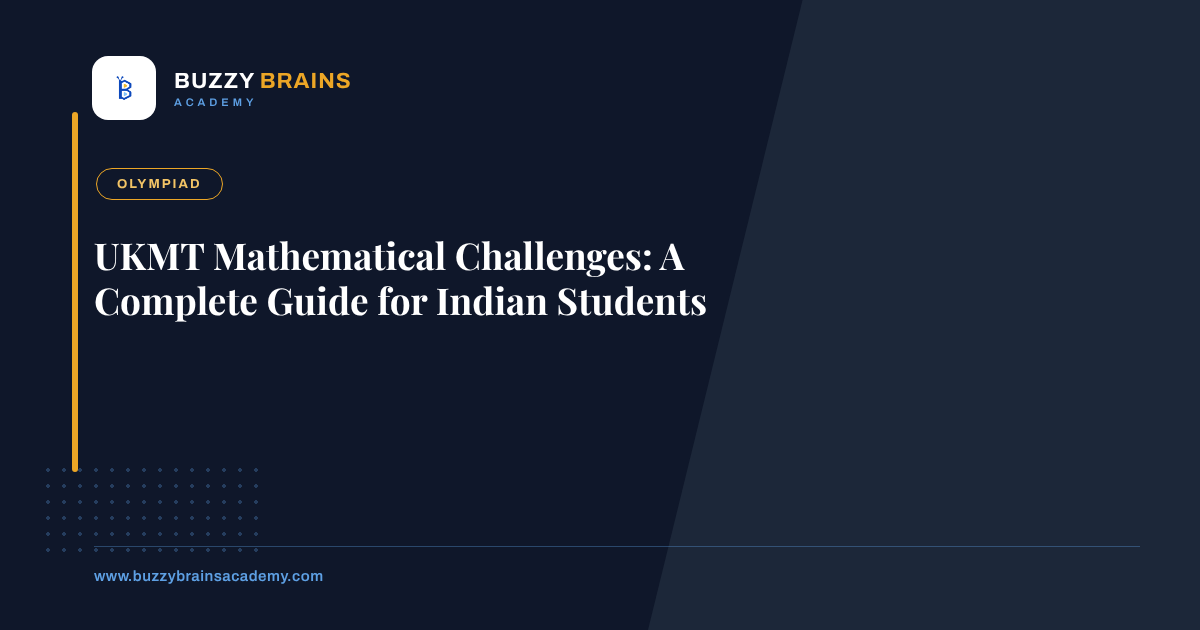 BUZZY BRAINS
ACADEMY
OLYMPIAD
UKMT Mathematical Challenges: A
Complete Guide for Indian Students
www.buzzybrainsacademy.com